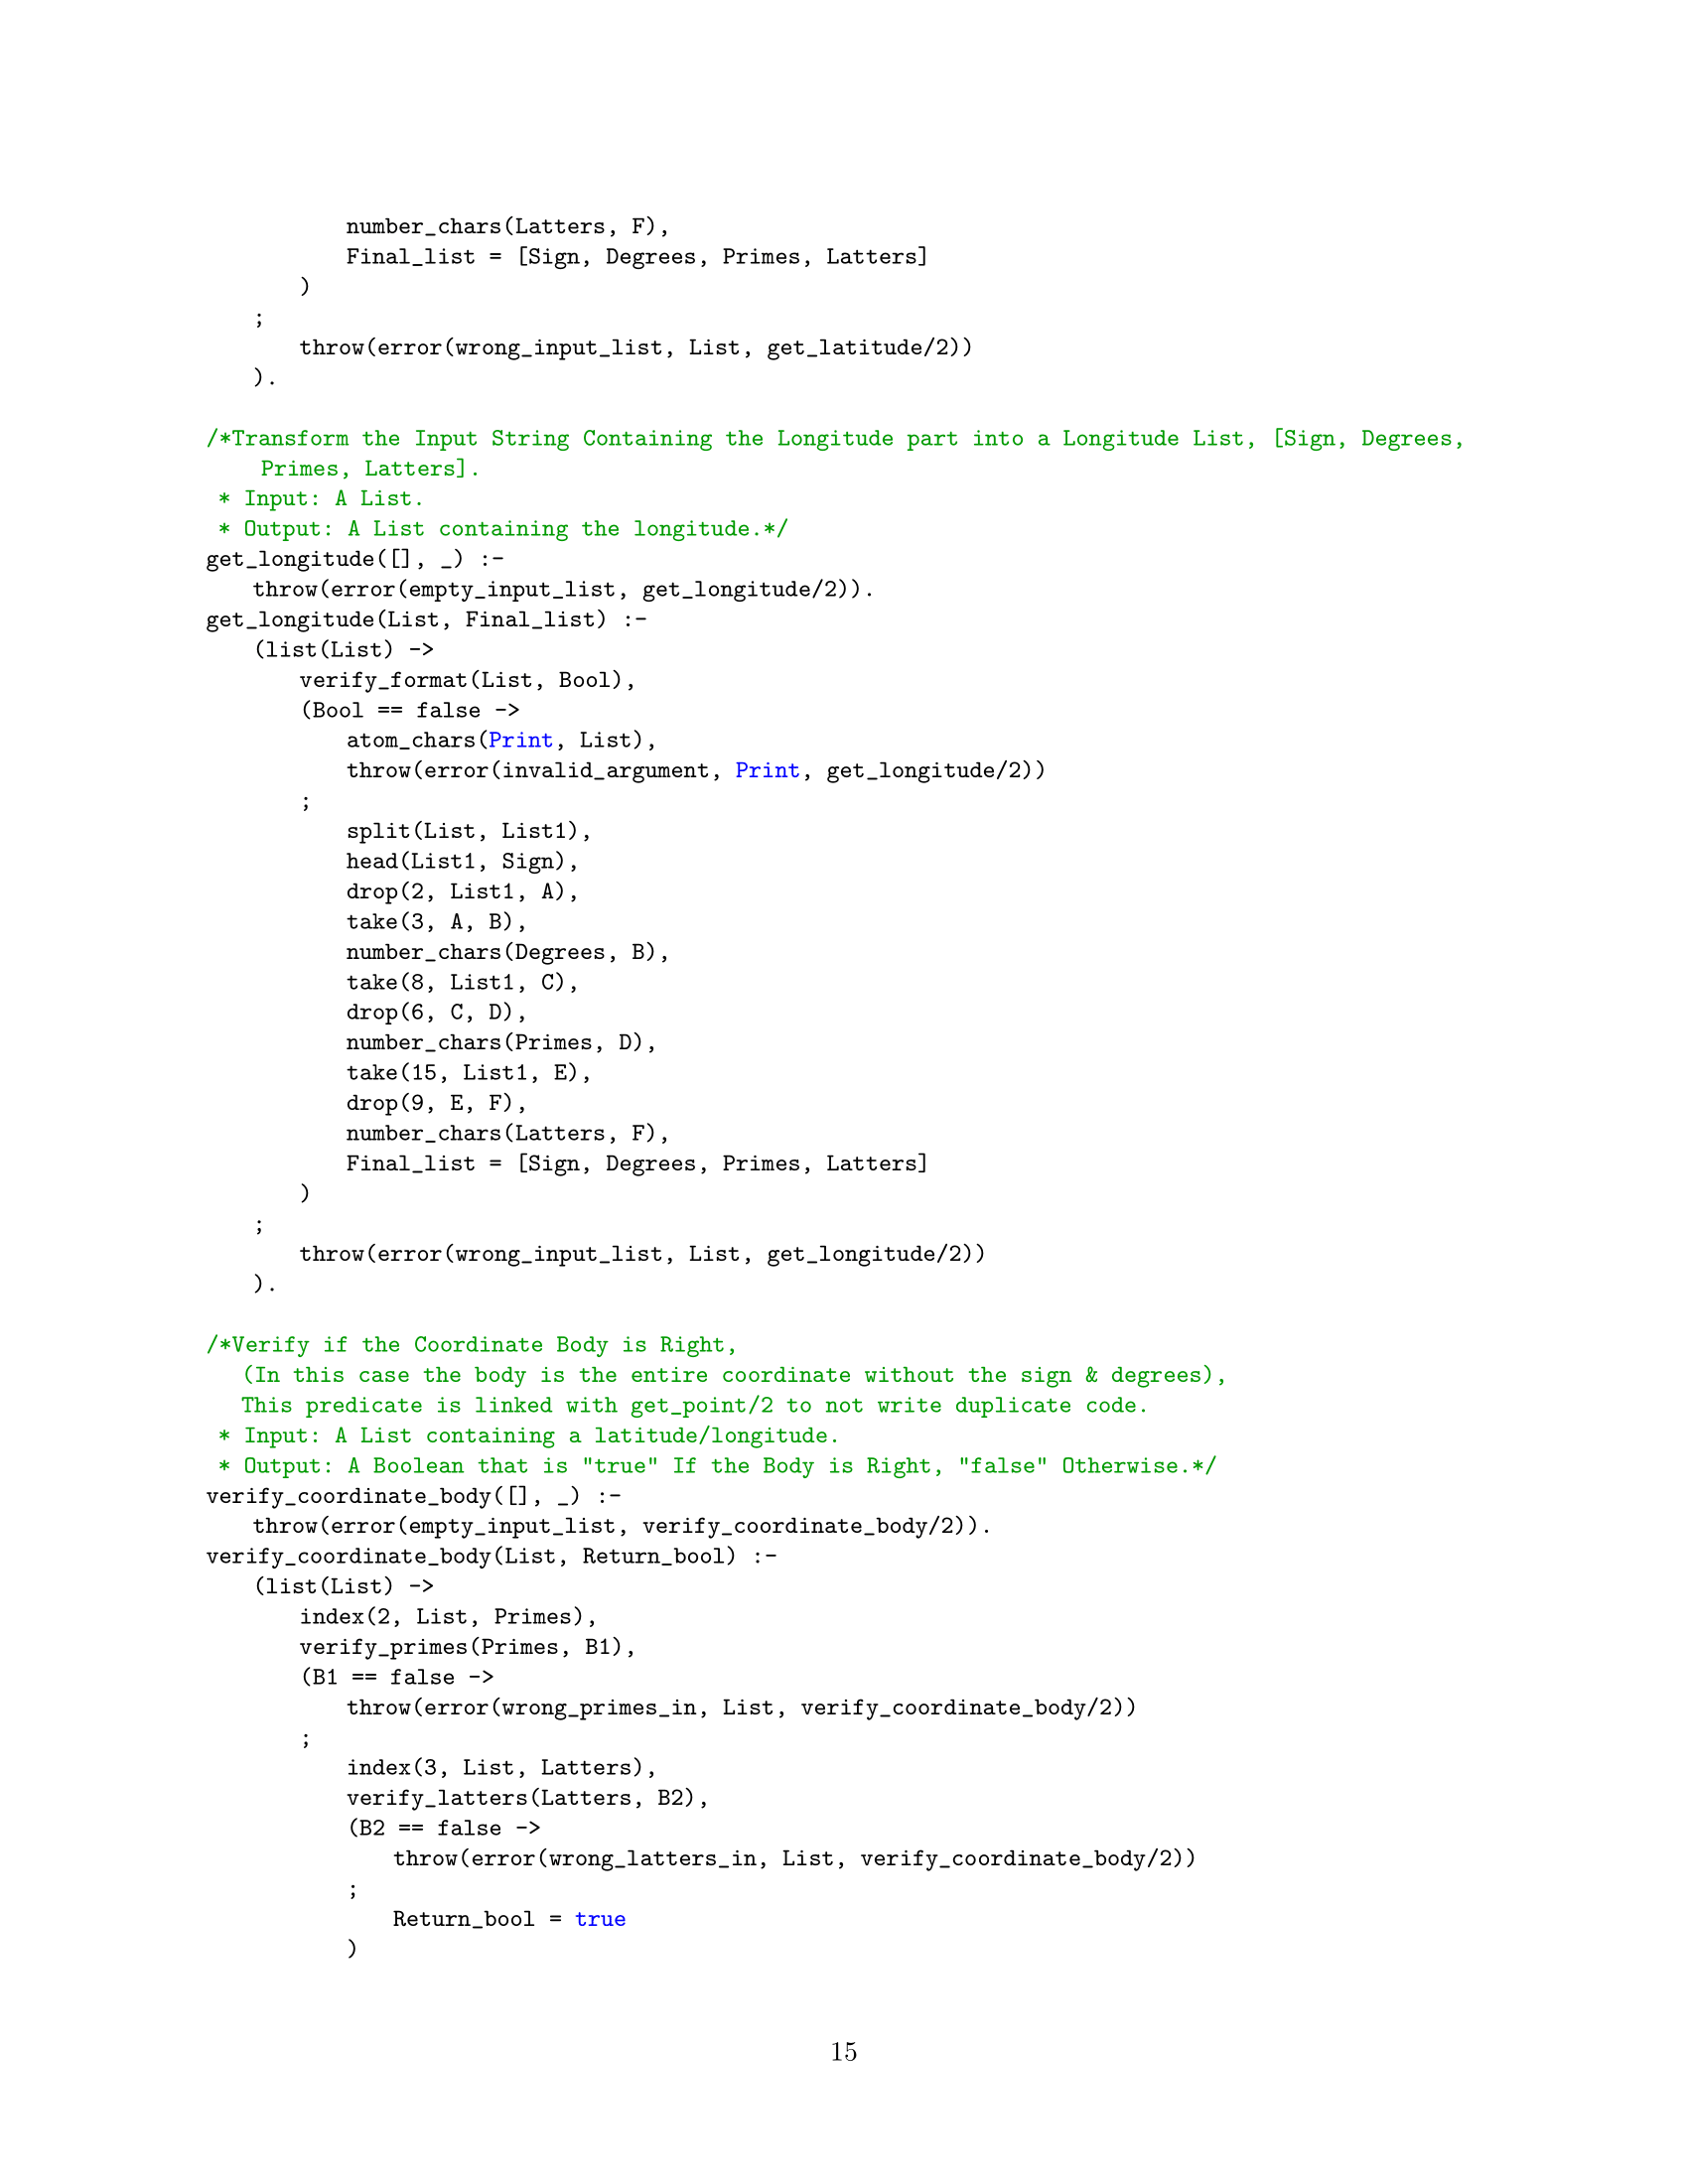 number_chars(Latters, F),
Final_list = [Sign, Degrees, Primes, Latters]
)
;
throw(error(wrong_input_list, List, get_latitude/2))
).
/*Transform the Input String Containing the Longitude part into a Longitude List, [Sign, Degrees,
Primes, Latters].
* Input: A List.
* Output: A List containing the longitude.*/
get_longitude([], _) :-
throw(error(empty_input_list, get_longitude/2)).
get_longitude(List, Final_list) :-
(list(List) ->
verify_format(List, Bool),
(Bool == false ->
atom_chars(Print, List),
throw(error(invalid_argument, Print, get_longitude/2))
;
split(List, List1),
head(List1, Sign),
drop(2, List1, A),
take(3, A, B),
number_chars(Degrees, B),
take(8, List1, C),
drop(6, C, D),
number_chars(Primes, D),
take(15, List1, E),
drop(9, E, F),
number_chars(Latters, F),
Final_list = [Sign, Degrees, Primes, Latters]
)
;
throw(error(wrong_input_list, List, get_longitude/2))
).
/*Verify if the Coordinate Body is Right,
(In this case the body is the entire coordinate without the sign & degrees),
This predicate is linked with get_point/2 to not write duplicate code.
* Input: A List containing a latitude/longitude.
* Output: A Boolean that is "true" If the Body is Right, "false" Otherwise.*/
verify_coordinate_body([], _) :-
throw(error(empty_input_list, verify_coordinate_body/2)).
verify_coordinate_body(List, Return_bool) :-
(list(List) ->
index(2, List, Primes),
verify_primes(Primes, B1),
(B1 == false ->
throw(error(wrong_primes_in, List, verify_coordinate_body/2))
;
index(3, List, Latters),
verify_latters(Latters, B2),
(B2 == false ->
throw(error(wrong_latters_in, List, verify_coordinate_body/2))
;
Return_bool = true
)
15